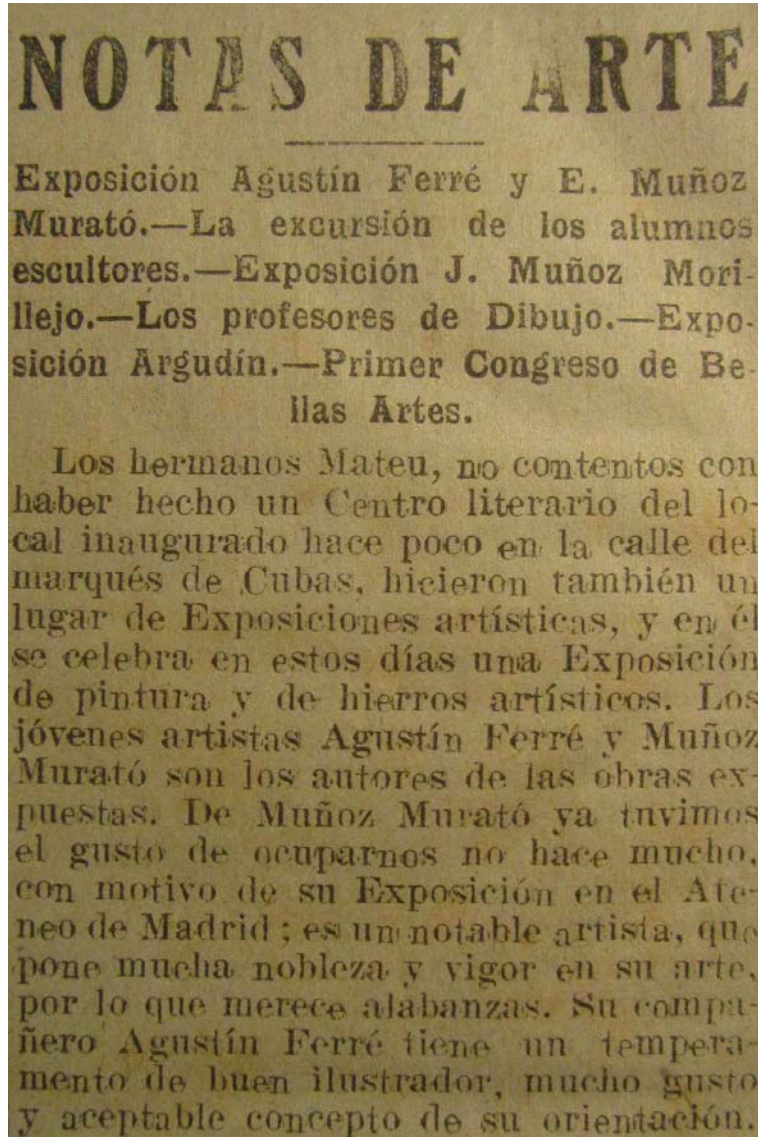 NOTAS DE ARTE
Exposición Agustín Ferré y E. Muñoz
Murató.—La excursión de los alumnos
escultores.—Exposición J. Muñoz Mori-
llejo.—Los profesores de Dibujo.—Expo-
sición Argudín.—Primer Congreso de Be-
llas Artes.
Los hermanos Mateu, no contentos con
haber hecho un Centro literario del lo-
cal inaugurado hace poco en la calle del
marqués de Cubas, hicieron también un
lugar de Exposiciones artísticas, y en él
se celebra en estos días una Exposición
de pintura y de hierros artísticos. Los
jóvenes artistas Agustín Ferré y Muñoz
Murató son los autores de las obras ex-
puestas. De Muñoz Murató ya tuvimos
el gusto de ocuparnos no hace mucho,
con motivo de su Exposición en el Ate-
neo de Madrid; es un notable artista, que
pone mucha nobleza y vigor en su arte,
por lo que merece alabanzas. Su compa-
ñero Agustín Ferré tiene un tempera-
mento de buen ilustrador, mucho gusto
y aceptable concepto de su orientación.